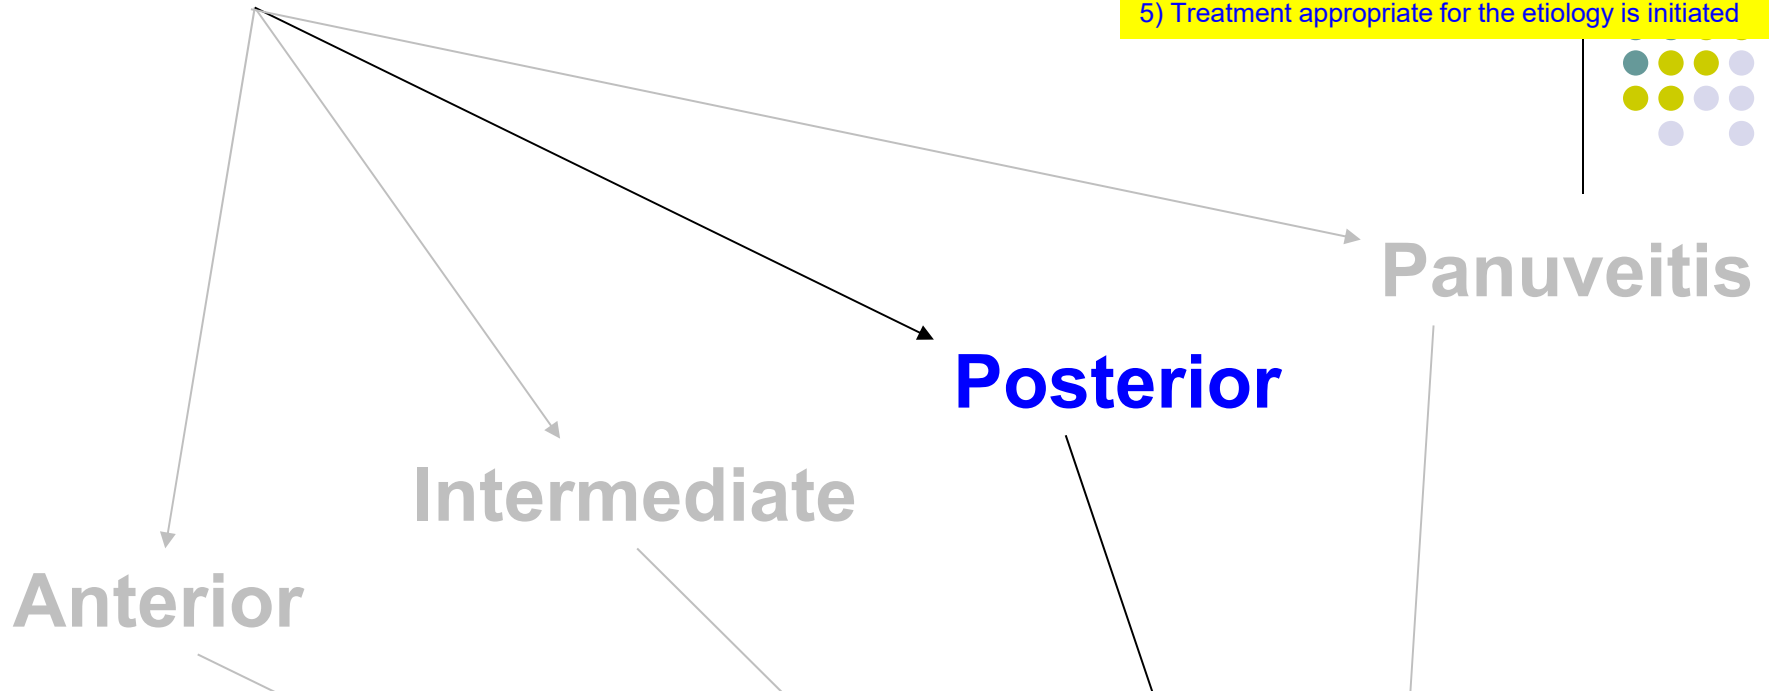 5) Treatment appropriate for the etiology is initiated
Panuveitis
Posterior
Intermediate
Anterior